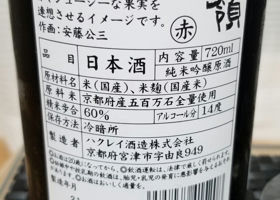 ジューシーな果実を
連想させるイメージです。
作画:安藤公三
赤
嶺
品目 日本酒 内容量 720ml
純米吟醸原酒
原材料名 米(国産)、米麹(国産米)
原料米 京都府産五百万石全量使用
精米歩合 60% アルコール分 14度
保存方法 冷暗所
製造者 ハクレイ酒造株式会社
京都府宮津市字由良949
製造年月